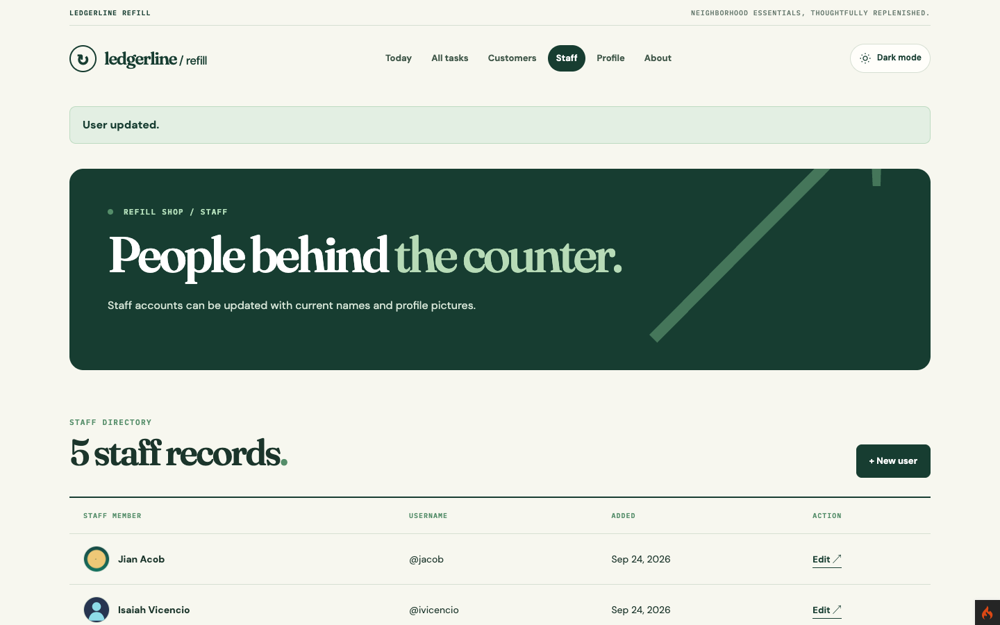 LEDGERLINE REFILL
NEIGHBORHOOD ESSENTIALS, THOUGHTFULLY REPLENISHED.
ledgerline / refill
Today
All tasks
Customers
Staff
Profile
About
Dark mode
User updated.
REFILL SHOP / STAFF
People behind the counter.
Staff accounts can be updated with current names and profile pictures.
STAFF DIRECTORY
5 staff records.
+ New user
STAFF MEMBER USERNAME ADDED ACTION
Jian Acob @jacob Sep 24, 2026 Edit ↗
Isaiah Vicencio @ivicencio Sep 24, 2026 Edit ↗